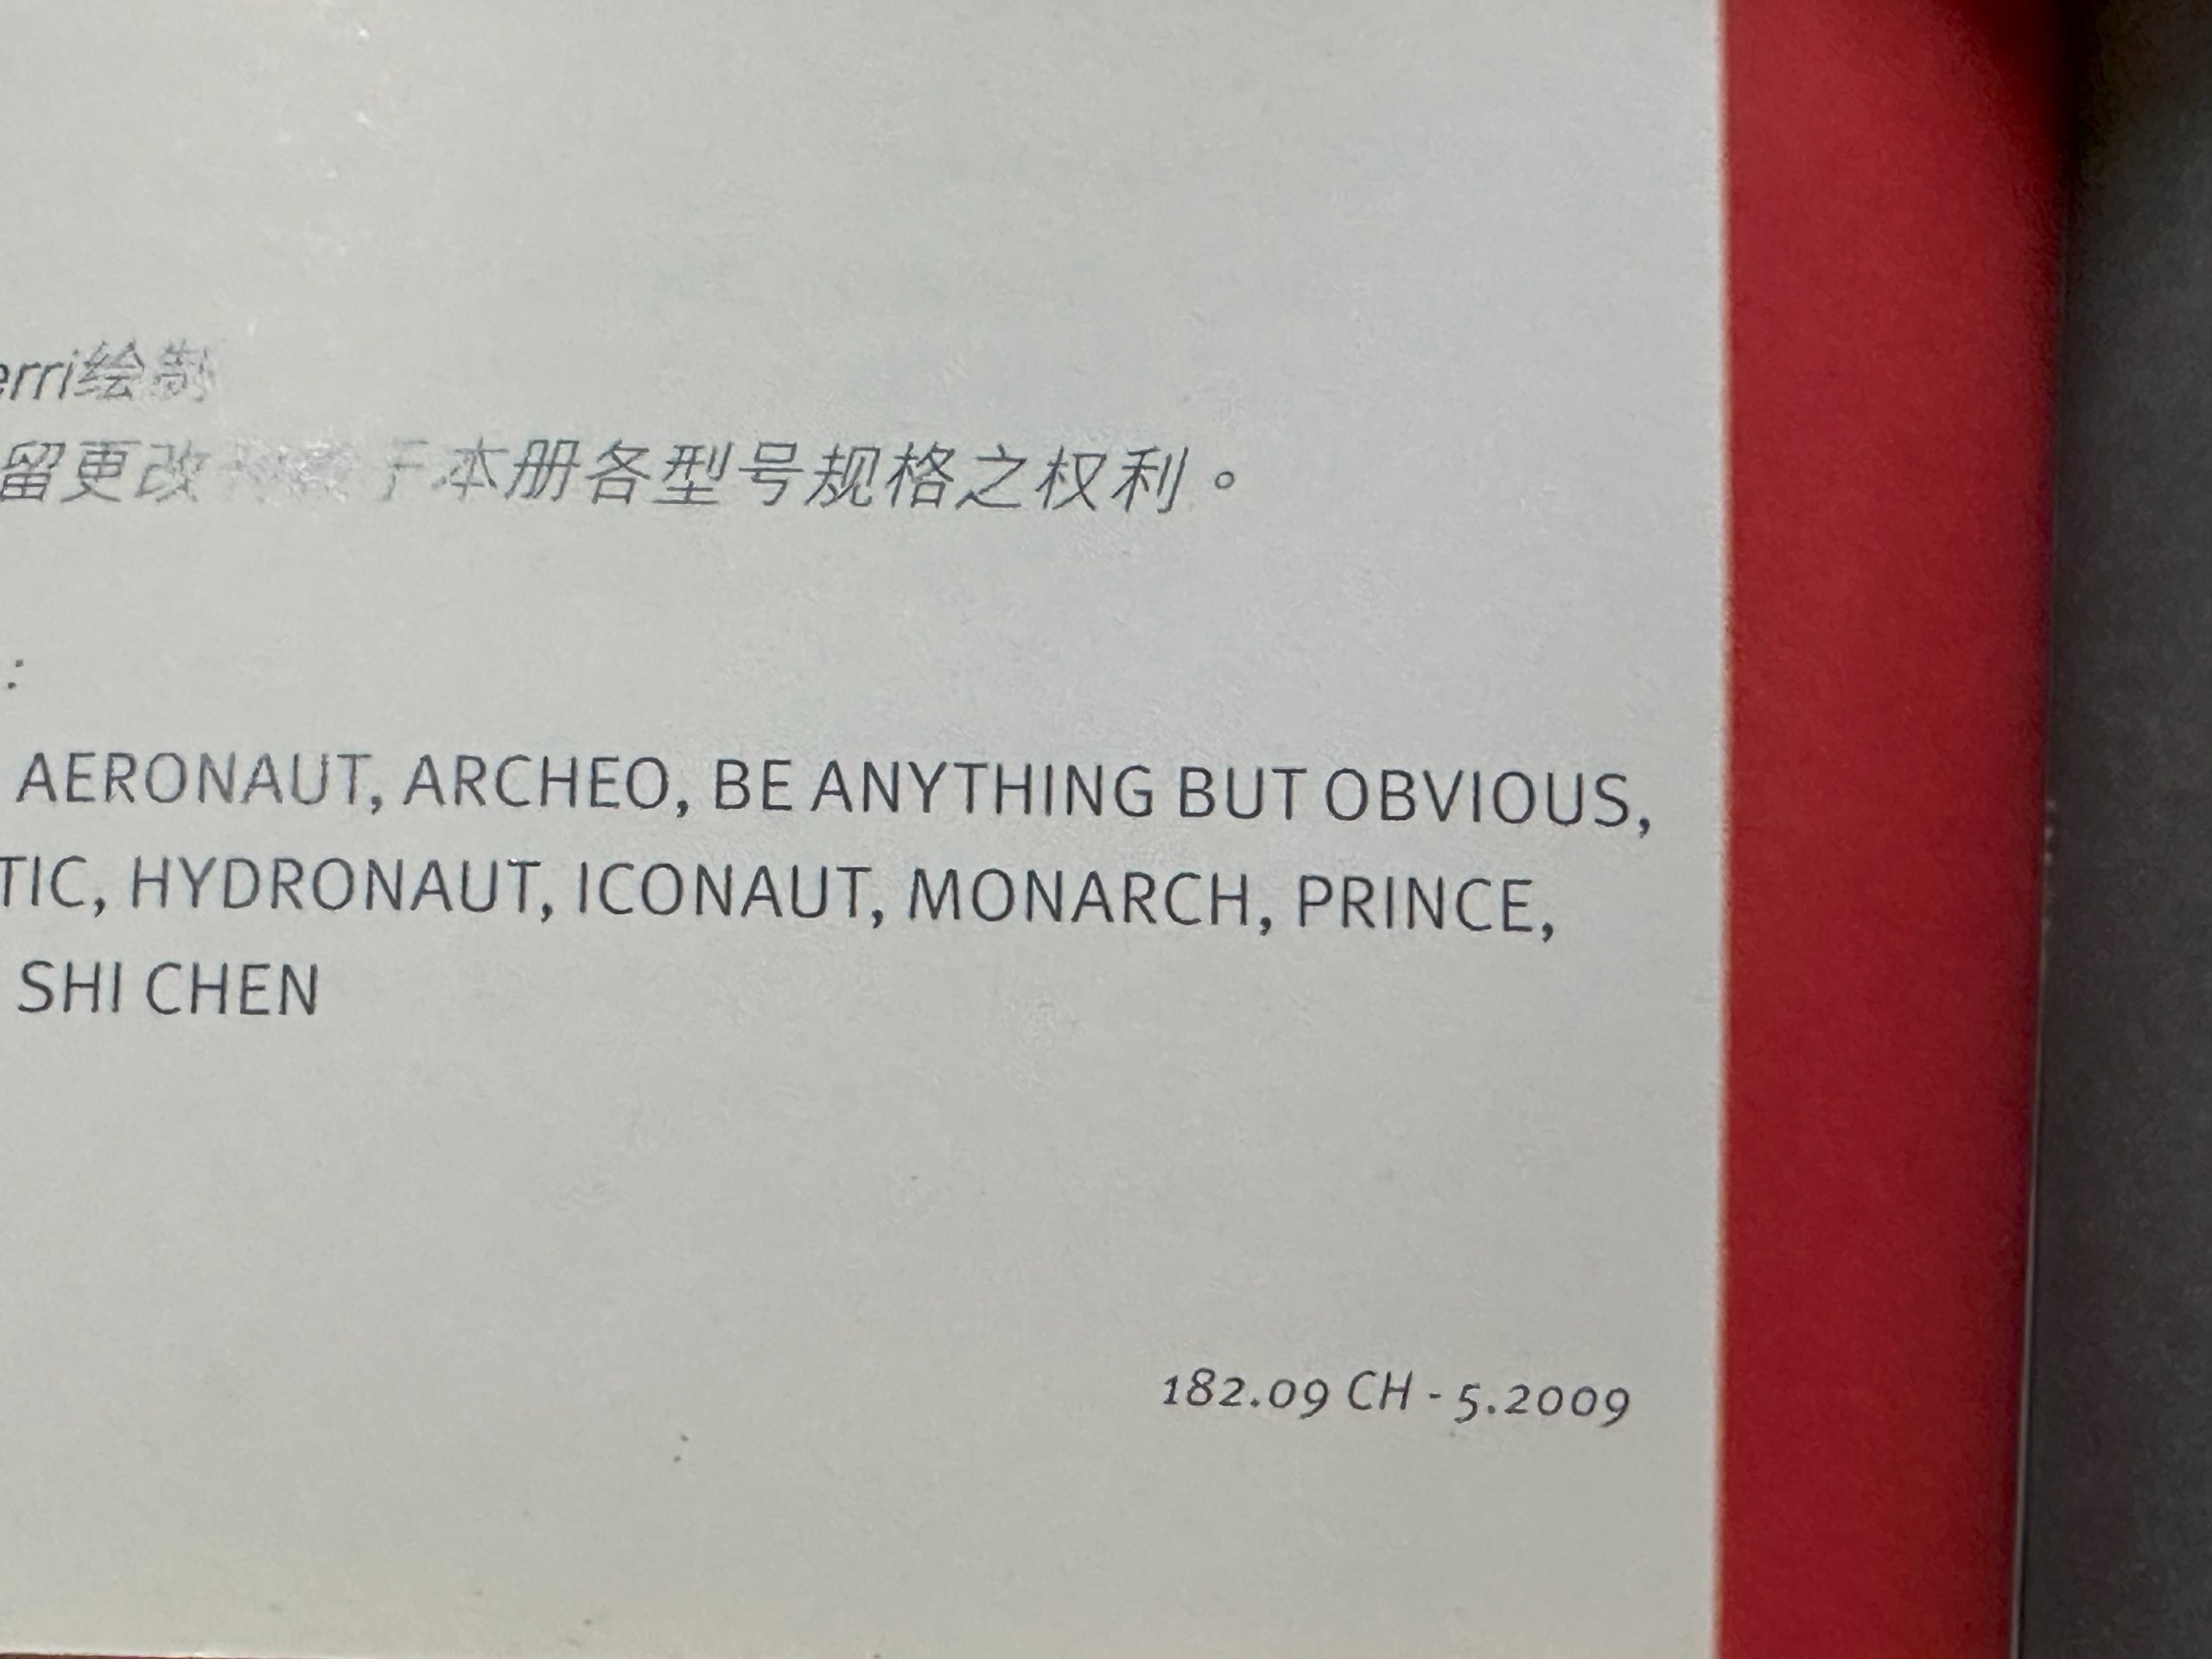 erri绘制
留更改 于本册各型号规格之权利。
:
AERONAUT, ARCHEO, BE ANYTHING BUT OBVIOUS,
TIC, HYDRONAUT, ICONAUT, MONARCH, PRINCE,
SHI CHEN
182.09 CH - 5.2009